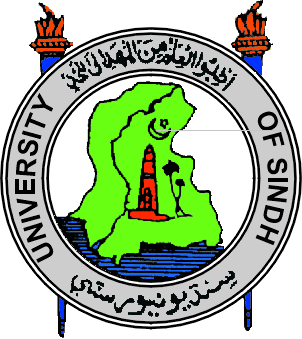 اطلبوا العلم من المهد الى اللحد
UNIVERSITY OF SINDH
سنڌ يونيورسٽي